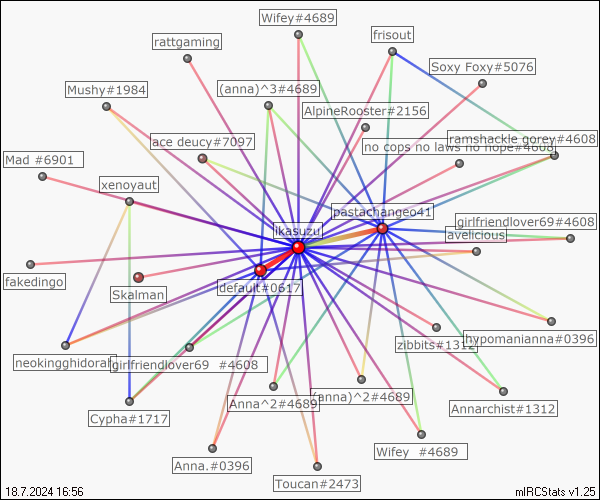 Wifey#4689
frisout
rattgaming
Soxy Foxy#5076
Mushy#1984
(anna)^3#4689
AlpineRooster#2156
ace deucy#7097
ramshackle gorey#4608
no cops no laws no hope#4608
Mad #6901
xenoyaut
pastachangeo41
ikasuzu
girlfriendlover69#4608
avelicious
fakedingo
Skalman
default#0617
hypomanianna#0396
zibbits#1312
neokingghidorah
girlfriendlover69 #4608
(anna)^2#4689
Anna^2#4689
Annarchist#1312
Cypha#1717
Wifey #4689
Anna.#0396
Toucan#2473
18.7.2024 16:56
mIRCStats v1.25